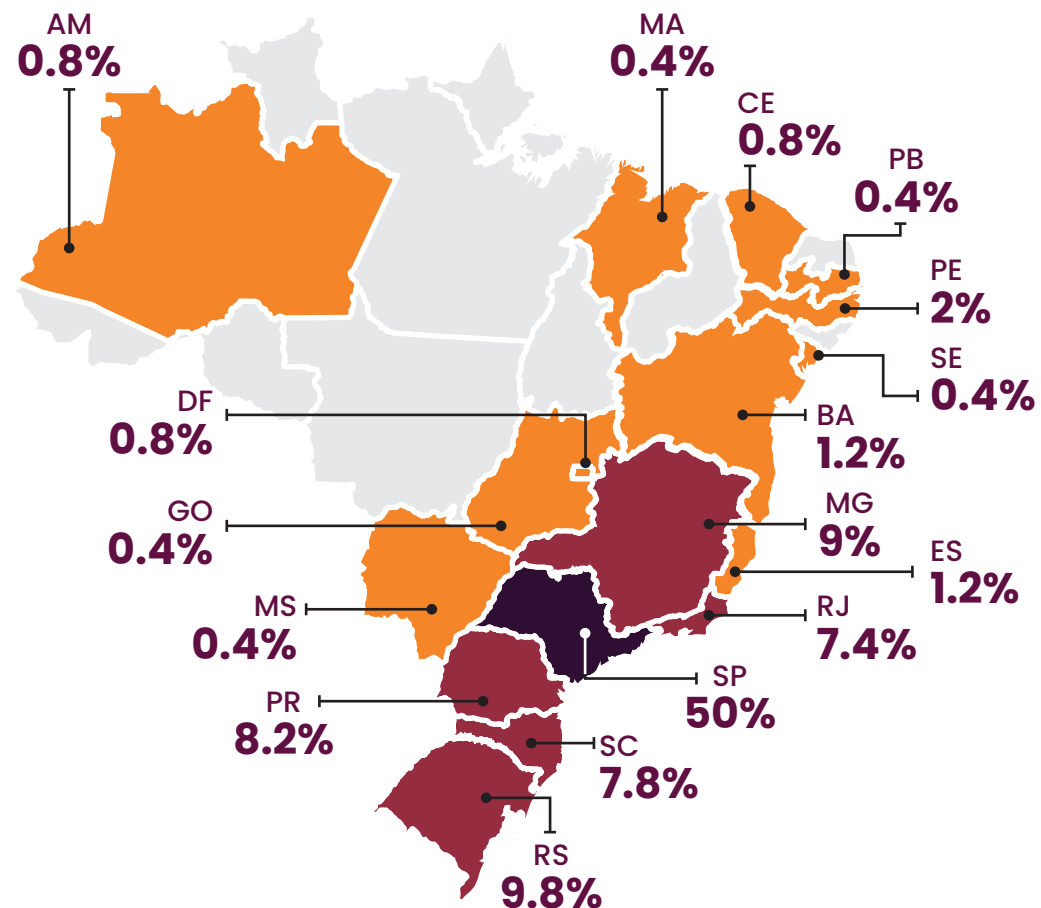 AM
0.8%
MA
0.4%
CE
0.8%
PB
0.4%
PE
2%
SE
0.4%
DF
0.8%
BA
1.2%
GO
0.4%
MG
9%
ES
1.2%
MS
0.4%
RJ
7.4%
SP
50%
PR
8.2%
SC
7.8%
RS
9.8%